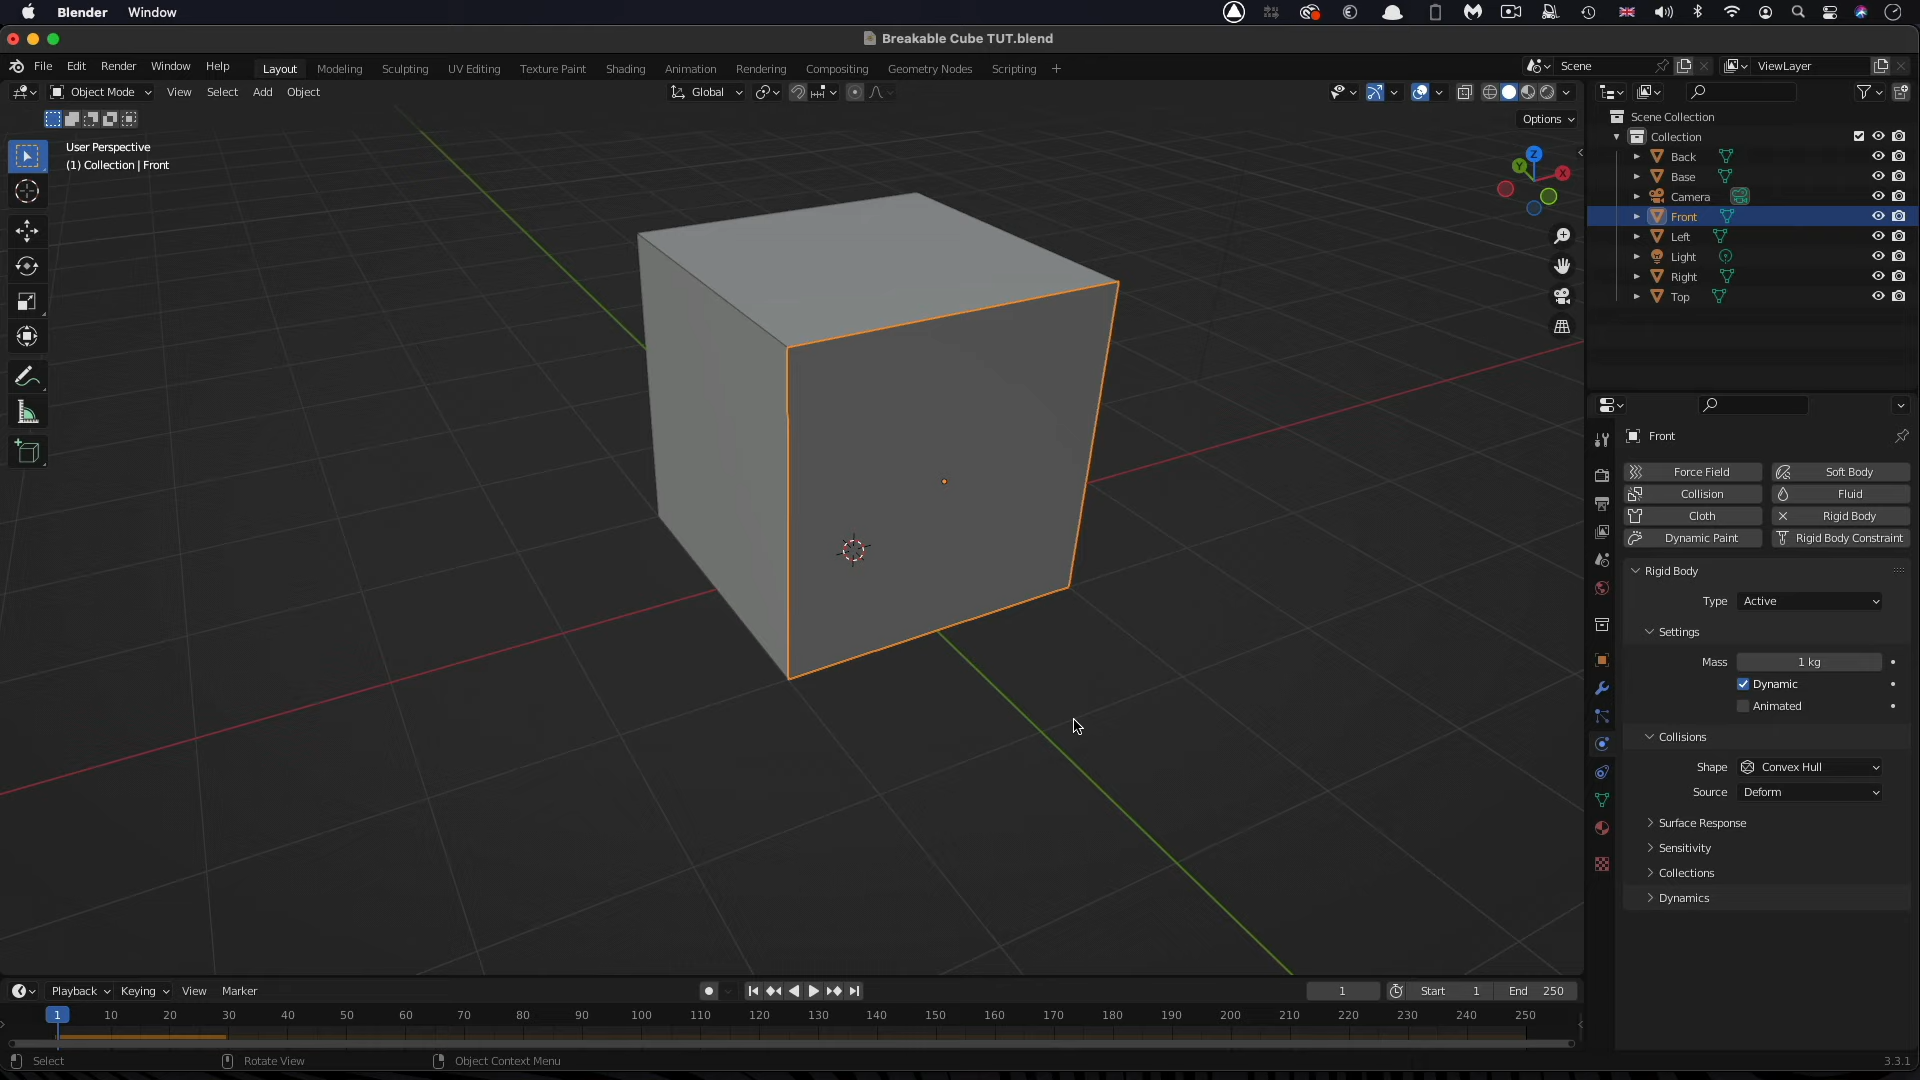 Blender Window
Breakable Cube TUT.blend
File Edit Render Window Help Layout Modeling Sculpting UV Editing Texture Paint Shading Animation Rendering Compositing Geometry Nodes Scripting + Scene ViewLayer
Object Mode View Select Add Object Global
Options
User Perspective
(1) Collection | Front
Z
Y
X
Scene Collection
Collection
Back
Base
Camera
Front
Left
Light
Right
Top
Front
Force Field Soft Body
Collision Fluid
Cloth Rigid Body
Dynamic Paint Rigid Body Constraint
Rigid Body
Type Active
Settings
Mass 1 kg
Dynamic
Animated
Collisions
Shape Convex Hull
Source Deform
Surface Response
Sensitivity
Collections
Dynamics
Playback Keying View Marker 1 Start 1 End 250
1 10 20 30 40 50 60 70 80 90 100 110 120 130 140 150 160 170 180 190 200 210 220 230 240 250
Select Rotate View Object Context Menu 3.3.1